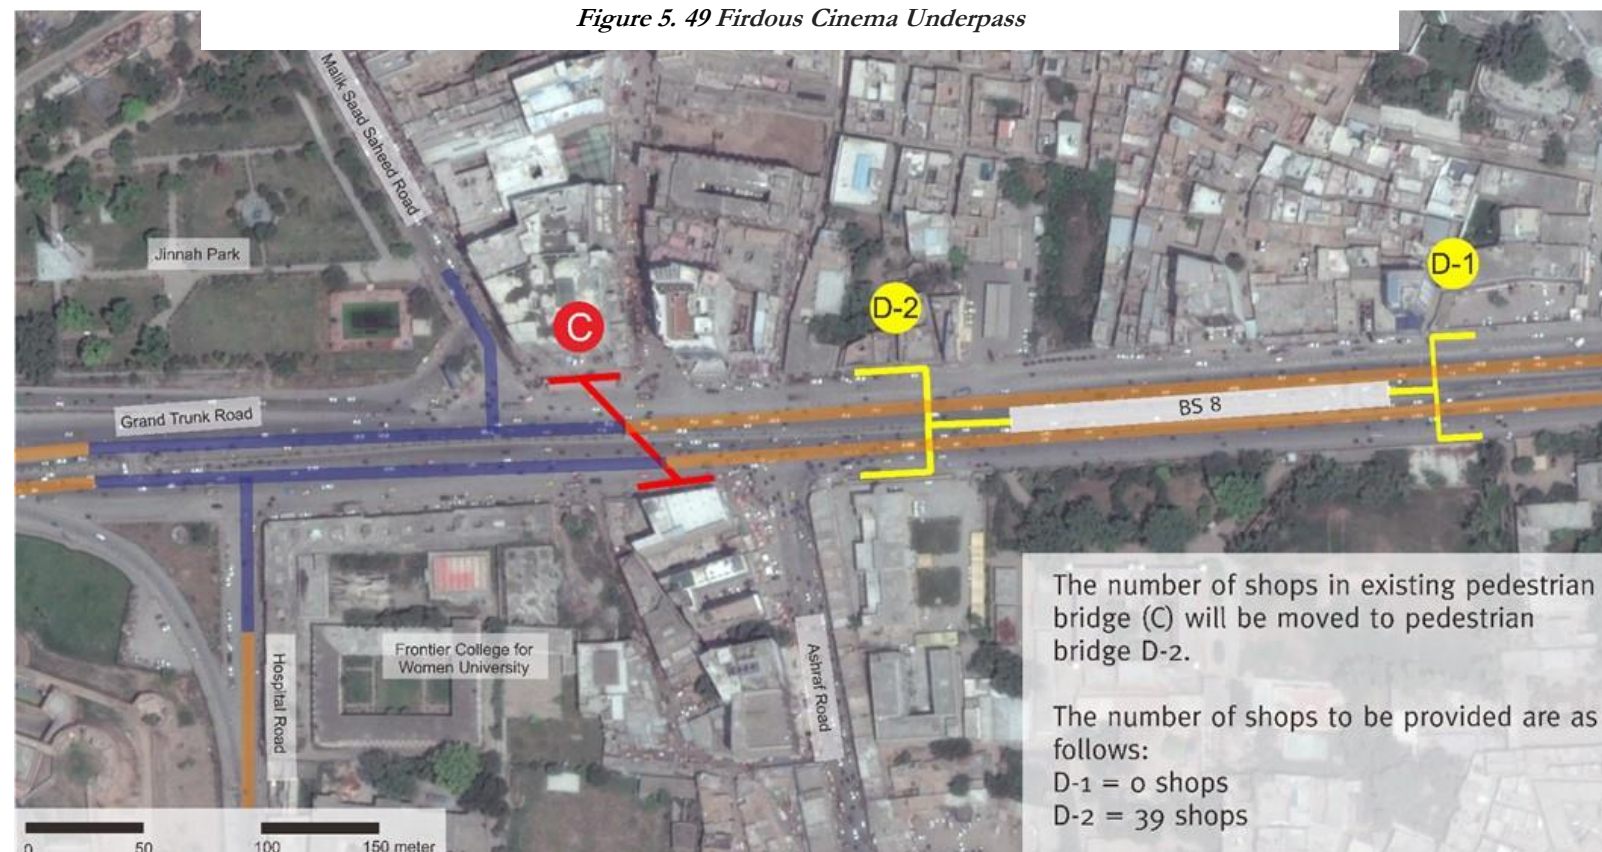 Figure 5. 49 Firdous Cinema Underpass
Malik Saad Saheed Road
Jinnah Park
D-1
D-2
C
Grand Trunk Road
BS 8
Frontier College for
Women University
Hospital Road
Ashraf Road
The number of shops in existing pedestrian
bridge (C) will be moved to pedestrian
bridge D-2.
The number of shops to be provided are as
follows:
D-1 = 0 shops
D-2 = 39 shops
0 50 100 150 meter